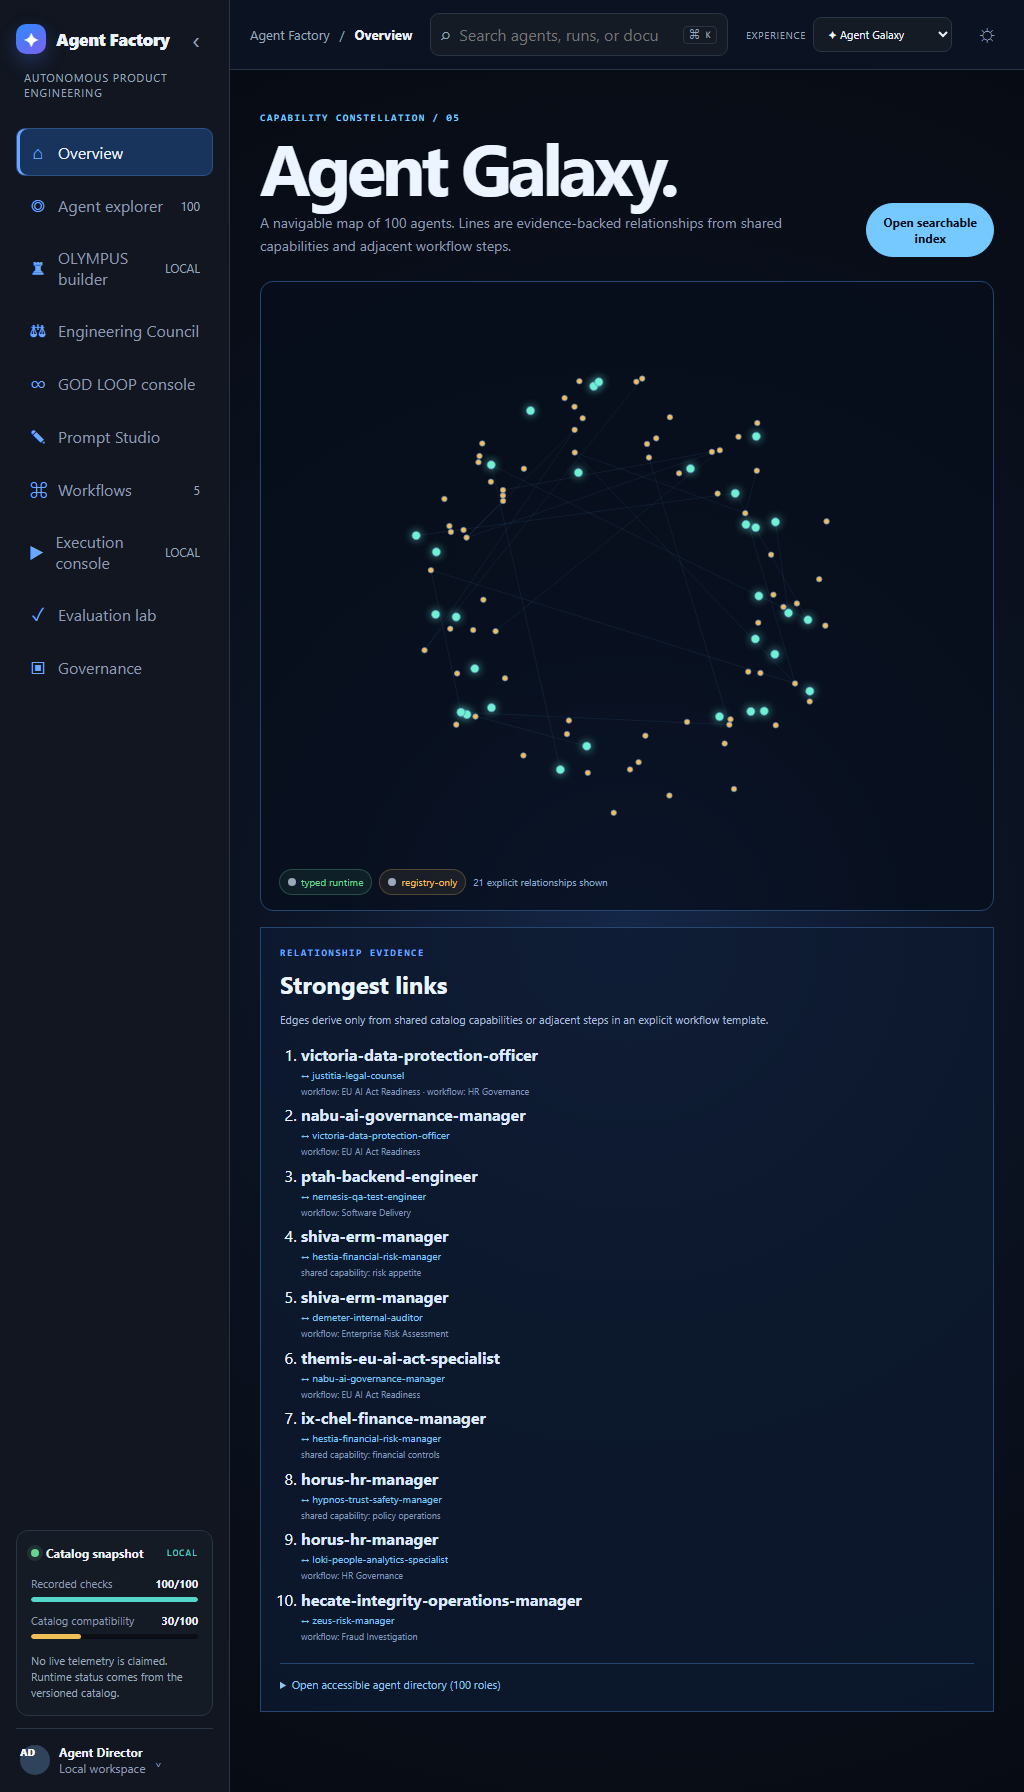 Agent Factory
AUTONOMOUS PRODUCT
ENGINEERING
Overview
Agent explorer 100
OLYMPUS
builder LOCAL
Engineering Council
GOD LOOP console
Prompt Studio
Workflows 5
Execution
console LOCAL
Evaluation lab
Governance
Catalog snapshot LOCAL
Recorded checks 100/100
Catalog compatibility 30/100
No live telemetry is claimed.
Runtime status comes from the
versioned catalog.
AD
Agent Director
Local workspace
Agent Factory / Overview
Search agents, runs, or docu ⌘ K
EXPERIENCE
✦ Agent Galaxy
CAPABILITY CONSTELLATION / 05
Agent Galaxy.
A navigable map of 100 agents. Lines are evidence-backed relationships from shared
capabilities and adjacent workflow steps.
Open searchable
index
typed runtime
registry-only
21 explicit relationships shown
RELATIONSHIP EVIDENCE
Strongest links
Edges derive only from shared catalog capabilities or adjacent steps in an explicit workflow template.
1. victoria-data-protection-officer
↔ justitia-legal-counsel
workflow: EU AI Act Readiness · workflow: HR Governance
2. nabu-ai-governance-manager
↔ victoria-data-protection-officer
workflow: EU AI Act Readiness
3. ptah-backend-engineer
↔ nemesis-qa-test-engineer
workflow: Software Delivery
4. shiva-erm-manager
↔ hestia-financial-risk-manager
shared capability: risk appetite
5. shiva-erm-manager
↔ demeter-internal-auditor
workflow: Enterprise Risk Assessment
6. themis-eu-ai-act-specialist
↔ nabu-ai-governance-manager
workflow: EU AI Act Readiness
7. ix-chel-finance-manager
↔ hestia-financial-risk-manager
shared capability: financial controls
8. horus-hr-manager
↔ hypnos-trust-safety-manager
shared capability: policy operations
9. horus-hr-manager
↔ loki-people-analytics-specialist
workflow: HR Governance
10. hecate-integrity-operations-manager
↔ zeus-risk-manager
workflow: Fraud Investigation
▶ Open accessible agent directory (100 roles)